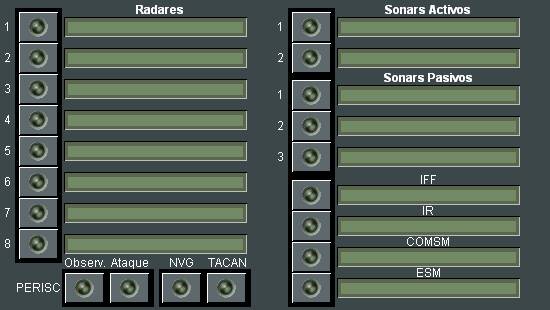 Radares
1
2
3
4
5
6
7
8
Observ. Ataque NVG TACAN
PERISC
Sonars Activos
1
2
Sonars Pasivos
1
2
3
IFF
IR
COMSM
ESM